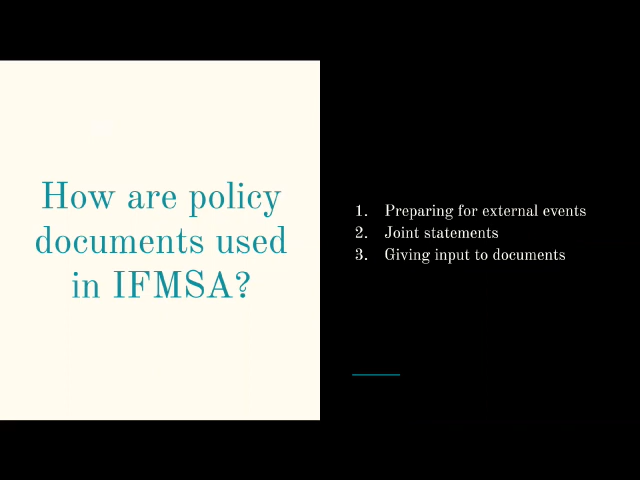 How are policy
documents used
in IFMSA?
1. Preparing for external events
2. Joint statements
3. Giving input to documents